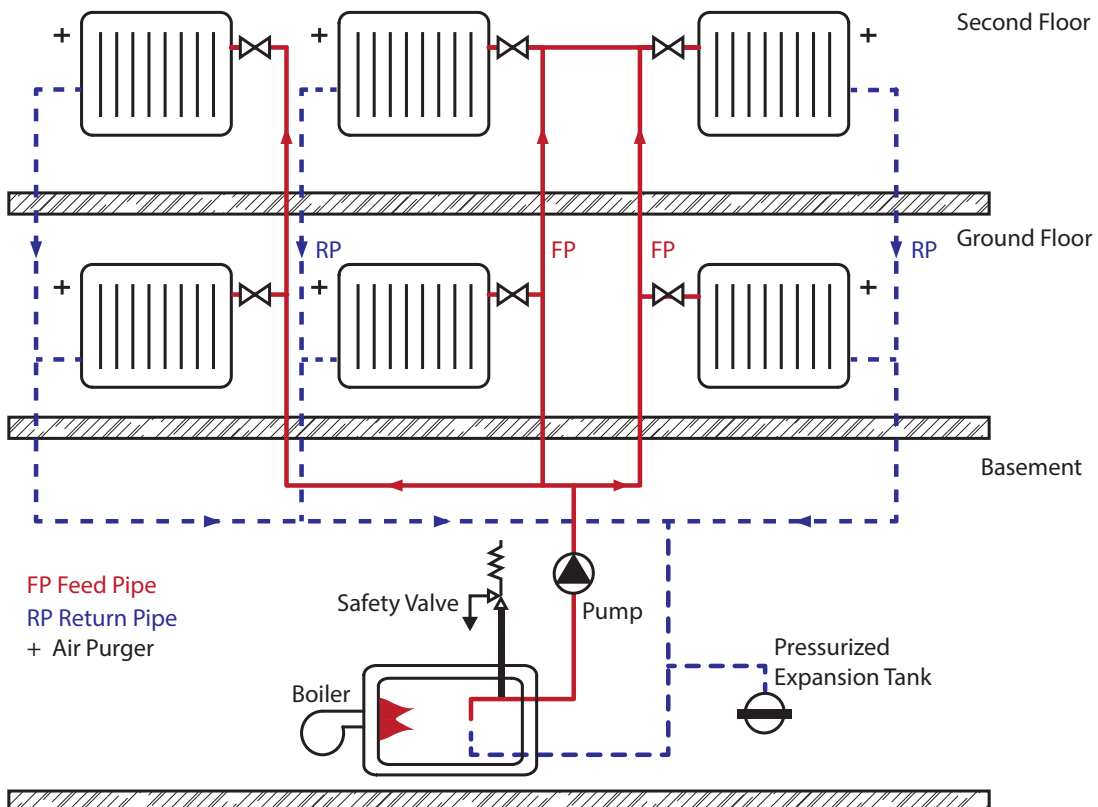 Second Floor
Ground Floor
RP
FP
FP
RP
Basement
FP Feed Pipe
RP Return Pipe
+ Air Purger
Safety Valve
Pump
Boiler
Pressurized
Expansion Tank